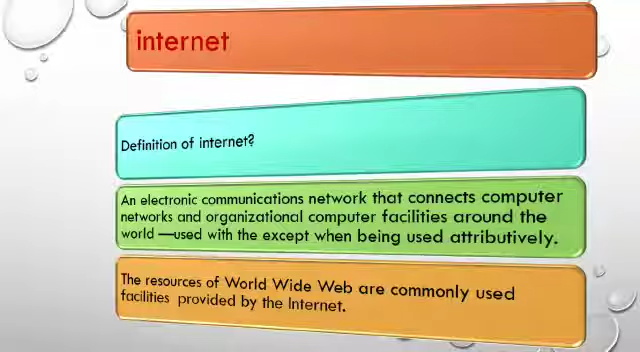 internet
Definition of internet?
An electronic communications network that connects computer
networks and organizational computer facilities around the
world —used with the except when being used attributively.
The resources of World Wide Web are commonly used
facilities provided by the Internet.